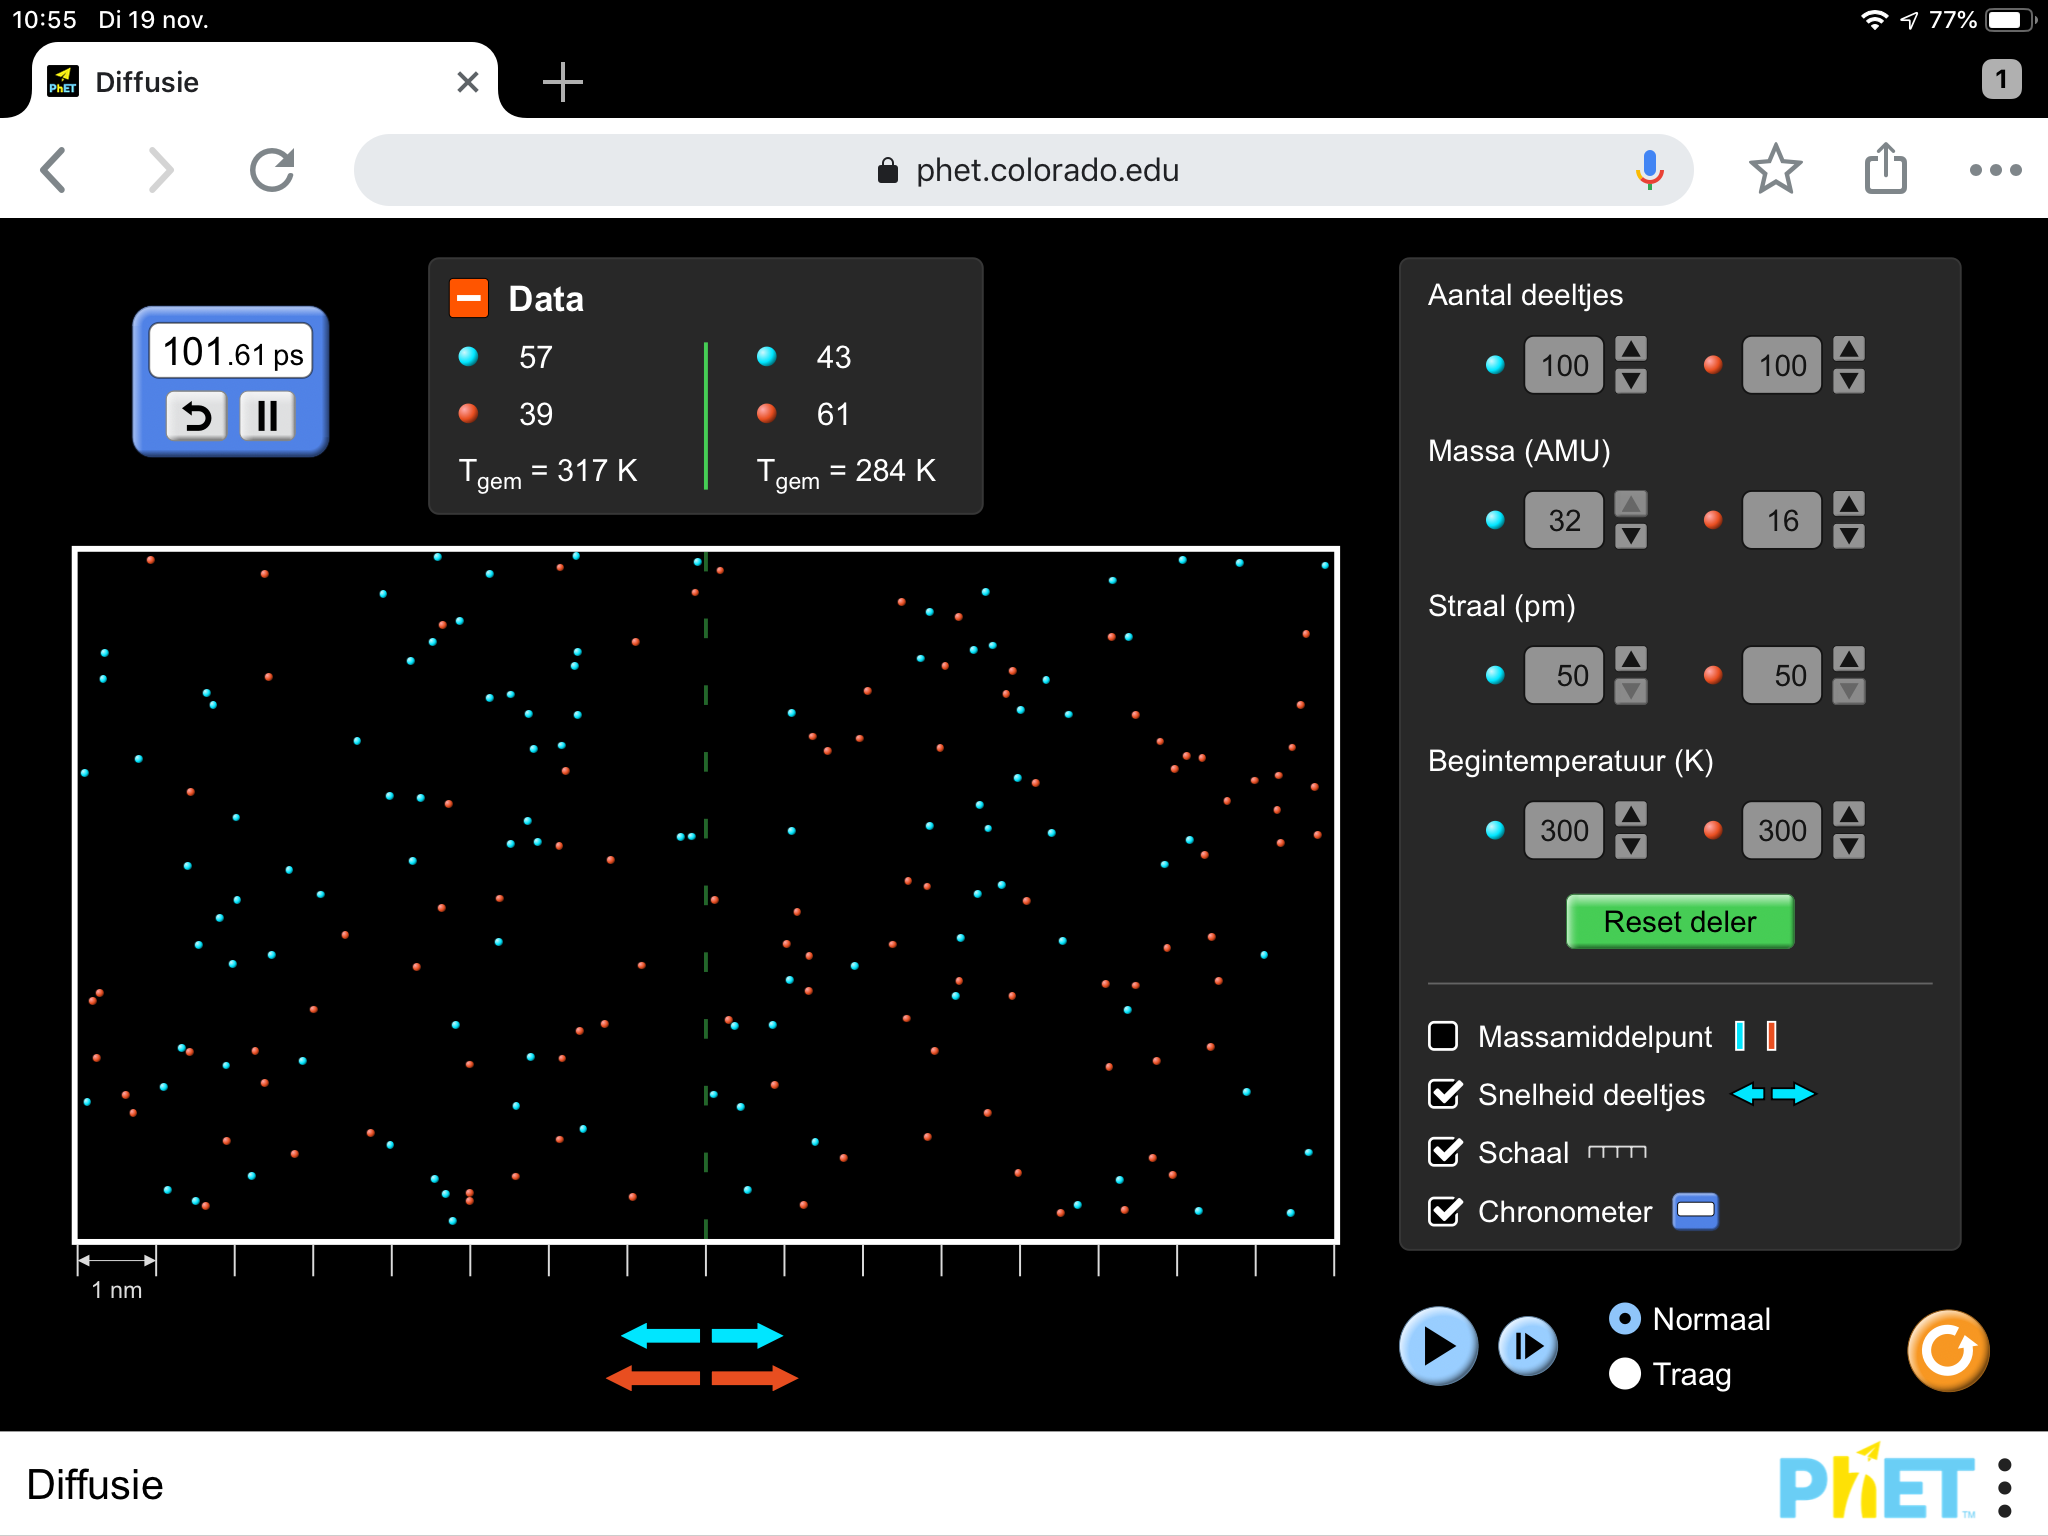 10:55 Di 19 nov. 77%
PhET Diffusie 1
phet.colorado.edu
101.61 ps
Data
57 43
39 61
Tgem = 317 K Tgem = 284 K
1 nm
Aantal deeltjes
100 100
Massa (AMU)
32 16
Straal (pm)
50 50
Begintemperatuur (K)
300 300
Reset deler
Massamiddelpunt
Snelheid deeltjes
Schaal
Chronometer
Normaal
Traag
Diffusie
PhET™